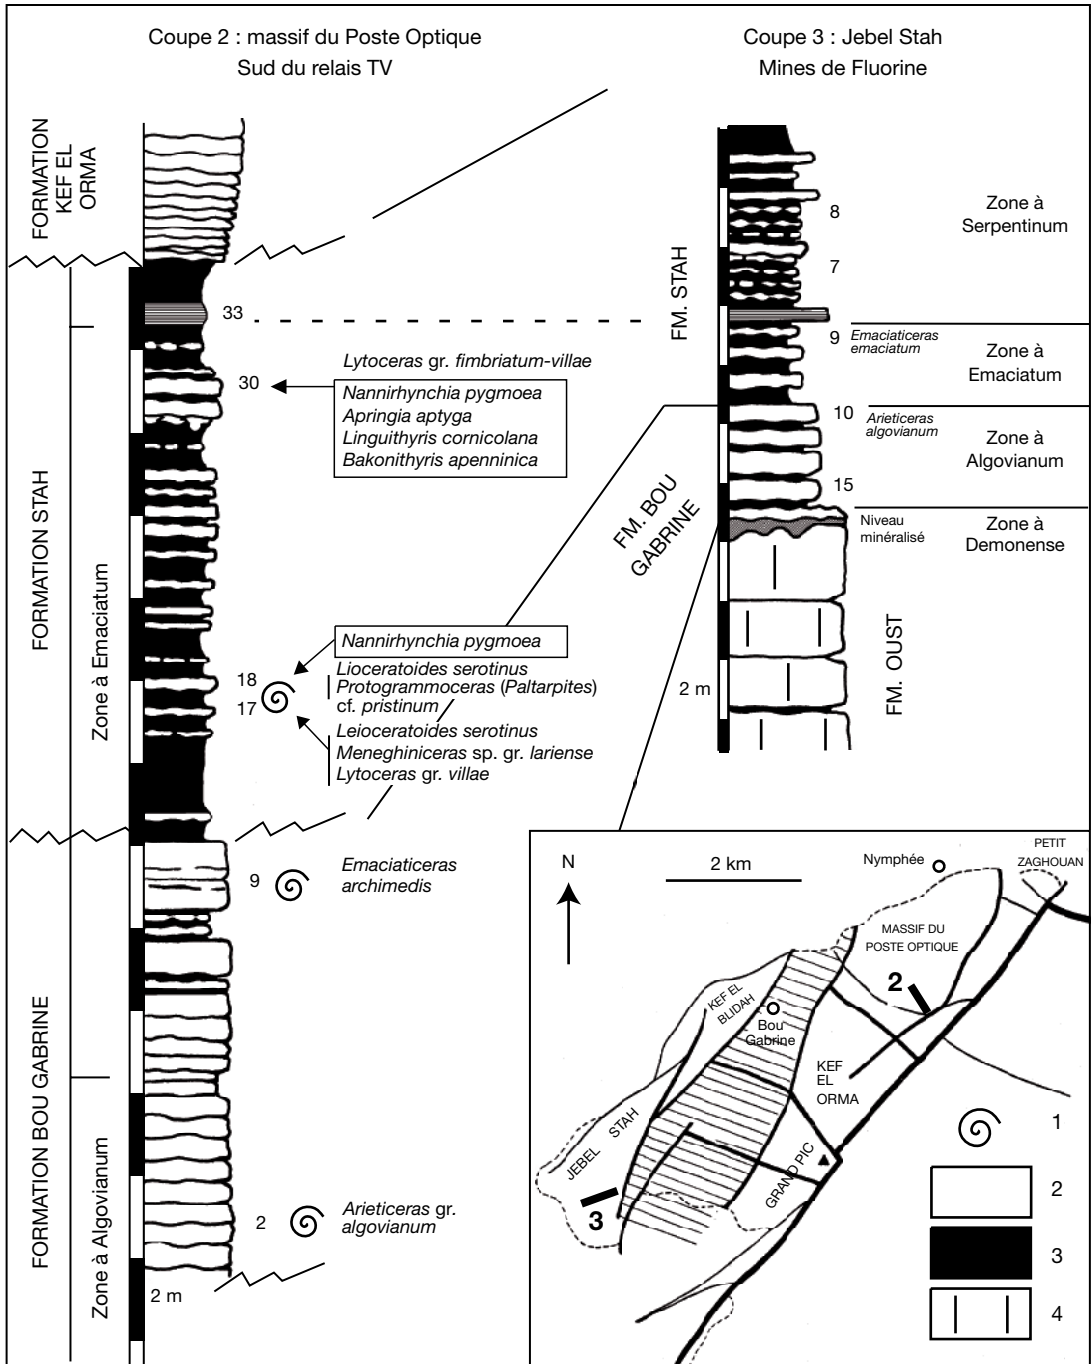 Coupe 2 : massif du Poste Optique
Sud du relais TV
Coupe 3 : Jebel Stah
Mines de Fluorine
FORMATION
KEF EL
ORMA
FORMATION STAH
FORMATION BOU GABRINE
Zone à Emaciatum
Zone à Algovianum
33
Lytoceras gr. fimbriatum-villae
30
Nannirhynchia pygmoea
Apringia aptyga
Linguithyris cornicolana
Bakonithyris apenninica
Nannirhynchia pygmoea
18
Lioceratoides serotinus
Protogrammoceras (Paltarpites)
cf. pristinum
17
Leioceratoides serotinus
Meneghiniceras sp. gr. lariense
Lytoceras gr. villae
9
Emaciaticeras
archimedis
2
Arieticeras gr.
algovianum
2 m
FM. STAH
FM. BOU
GABRINE
FM. OUST
8
7
Zone à
Serpentinum
9
Emaciaticeras
emaciatum
Zone à
Emaciatum
10
Arieticeras
algovianum
Zone à
Algovianum
15
Niveau
minéralisé
Zone à
Demonense
2 m
N
2 km
Nymphée
PETIT
ZAGHOUAN
MASSIF DU
POSTE OPTIQUE
2
KEF EL
BLIDAH
Bou
Gabrine
KEF
EL
ORMA
JEBEL STAH
GRAND PIC
3
1
2
3
4